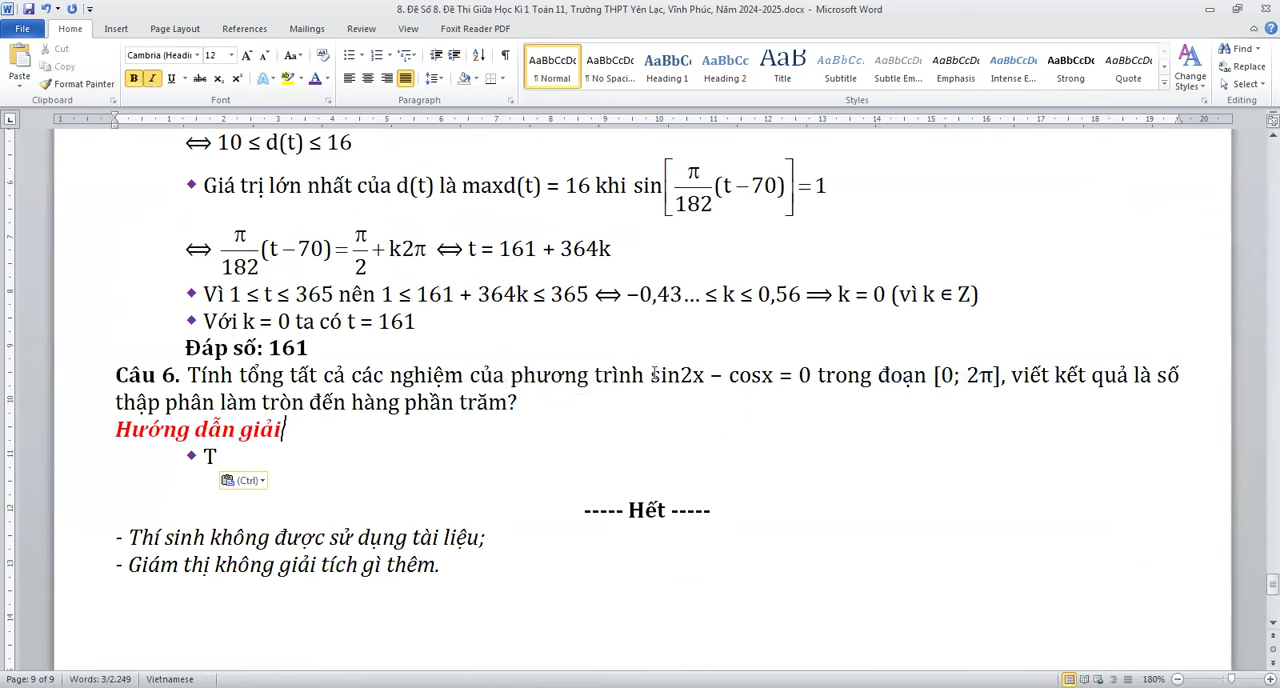 8. Đề Số 8. Đề Thi Giữa Học Kì 1 Toán 11, Trường THPT Yên Lạc, Vĩnh Phúc, Năm 2024-2025.docx - Microsoft Word
File Home Insert Page Layout References Mailings Review View Foxit Reader PDF
Cut
Copy
Format Painter
Paste
Cambria (Headi 12
B I U abc x₂ x²
AaBbCcDc AaBbCcDc AaBbCc AaBbCc AaB AaBbCc. AaBbCcDc AaBbCcDc AaBbCcDc AaBbCcDc AaBbCcDc
¶ Normal ¶ No Spaci... Heading 1 Heading 2 Title Subtitle Subtle Em... Emphasis Intense E... Strong Quote
Change Styles
Find
Replace
Select
Clipboard Font Paragraph Styles Editing
⇔ 10 ≤ d(t) ≤ 16
Giá trị lớn nhất của d(t) là maxd(t) = 16 khi sin[π/182(t − 70)] = 1
⇔ π/182(t − 70) = π/2 + k2π ⇔ t = 161 + 364k
Vì 1 ≤ t ≤ 365 nên 1 ≤ 161 + 364k ≤ 365 ⇔ −0,43... ≤ k ≤ 0,56 ⟹ k = 0 (vì k ∈ Z)
Với k = 0 ta có t = 161
Đáp số: 161
Câu 6. Tính tổng tất cả các nghiệm của phương trình sin2x − cosx = 0 trong đoạn [0; 2π], viết kết quả là số
thập phân làm tròn đến hàng phần trăm?
Hướng dẫn giải
T
(Ctrl)
----- Hết -----
- Thí sinh không được sử dụng tài liệu;
- Giám thị không giải tích gì thêm.
Page: 9 of 9 Words: 3/2.249 Vietnamese 180%